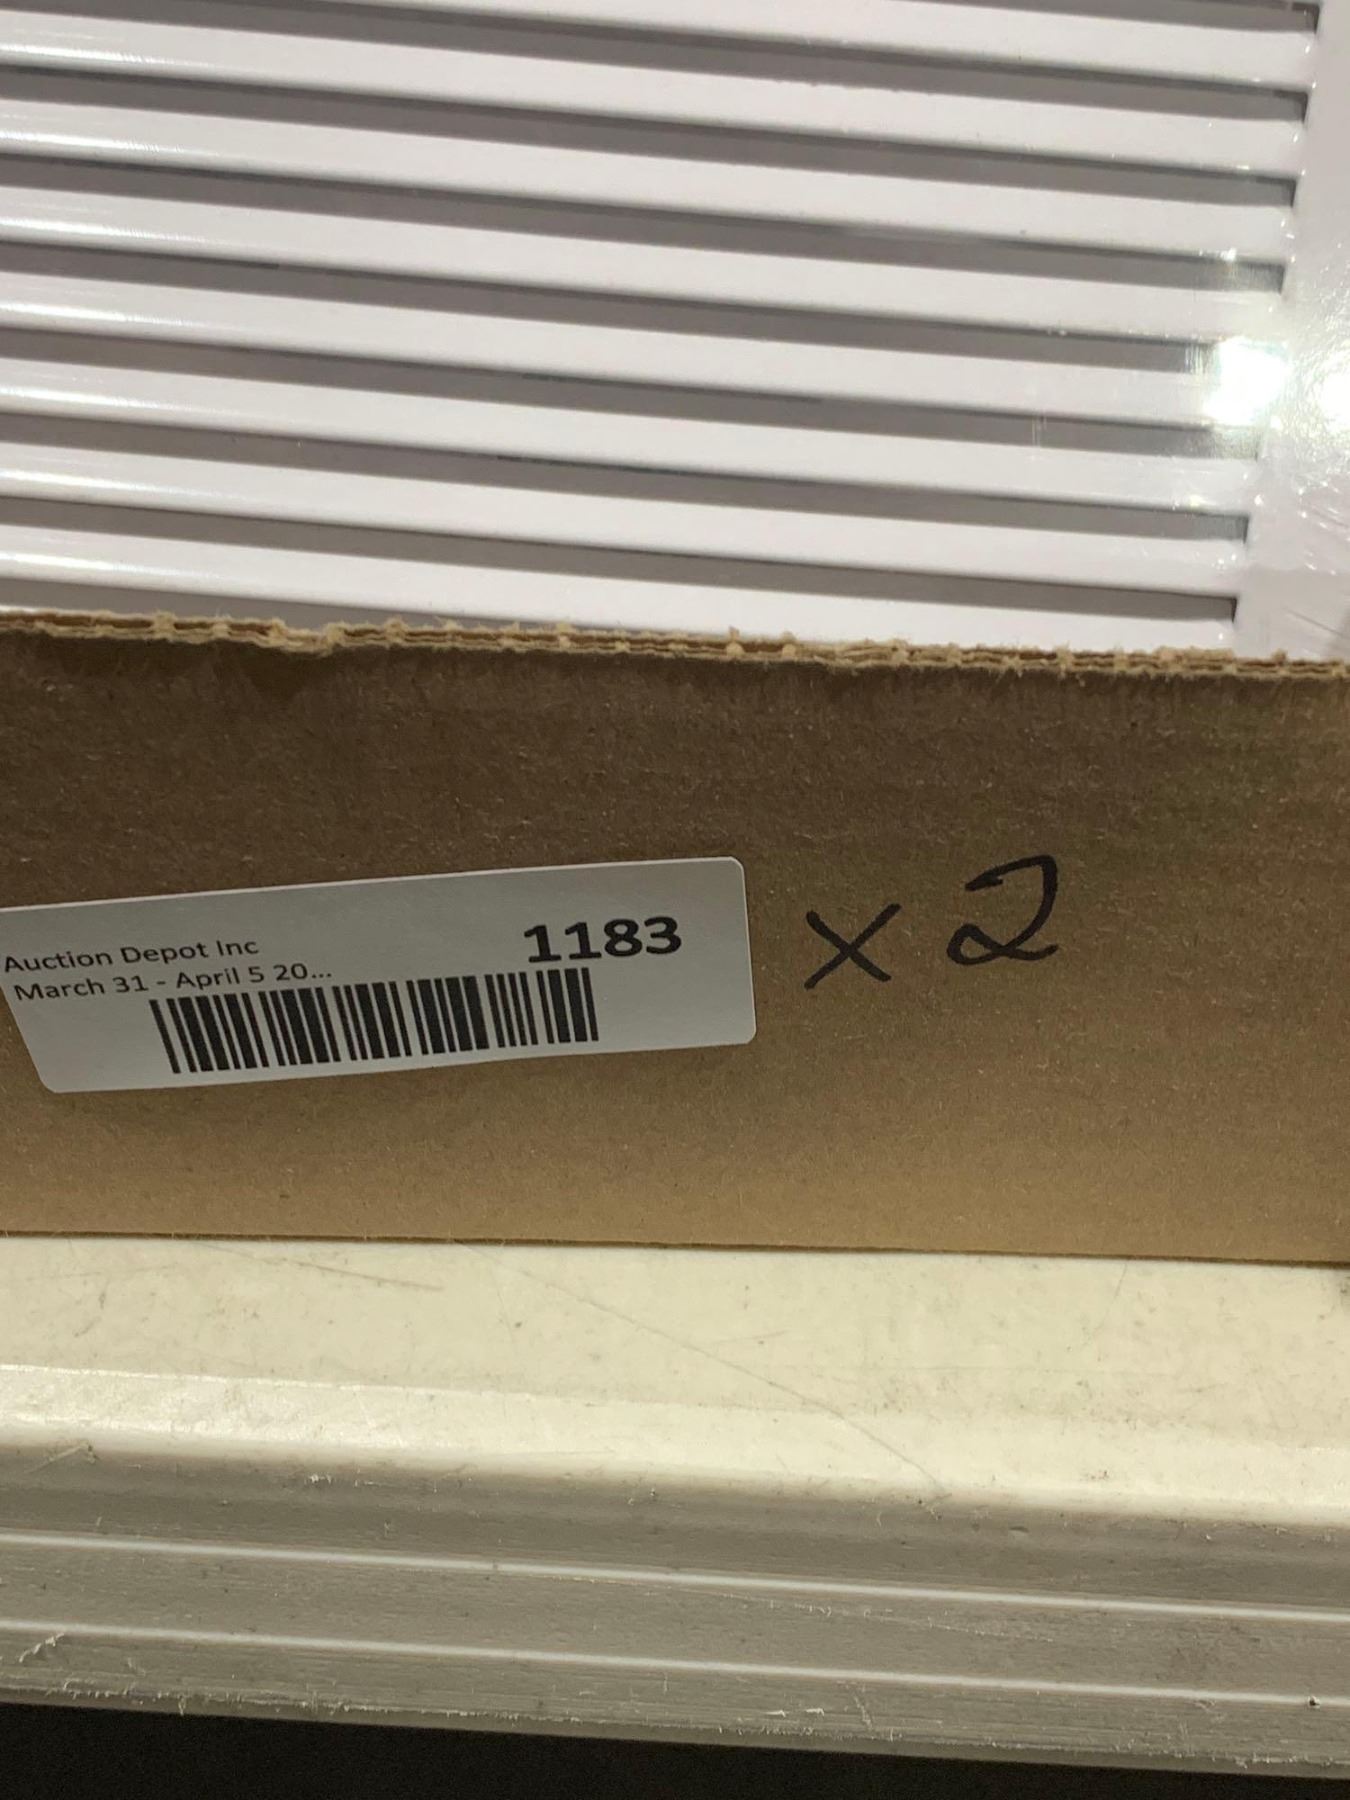 Auction Depot Inc
1183
March 31 - April 5 20...
x 2